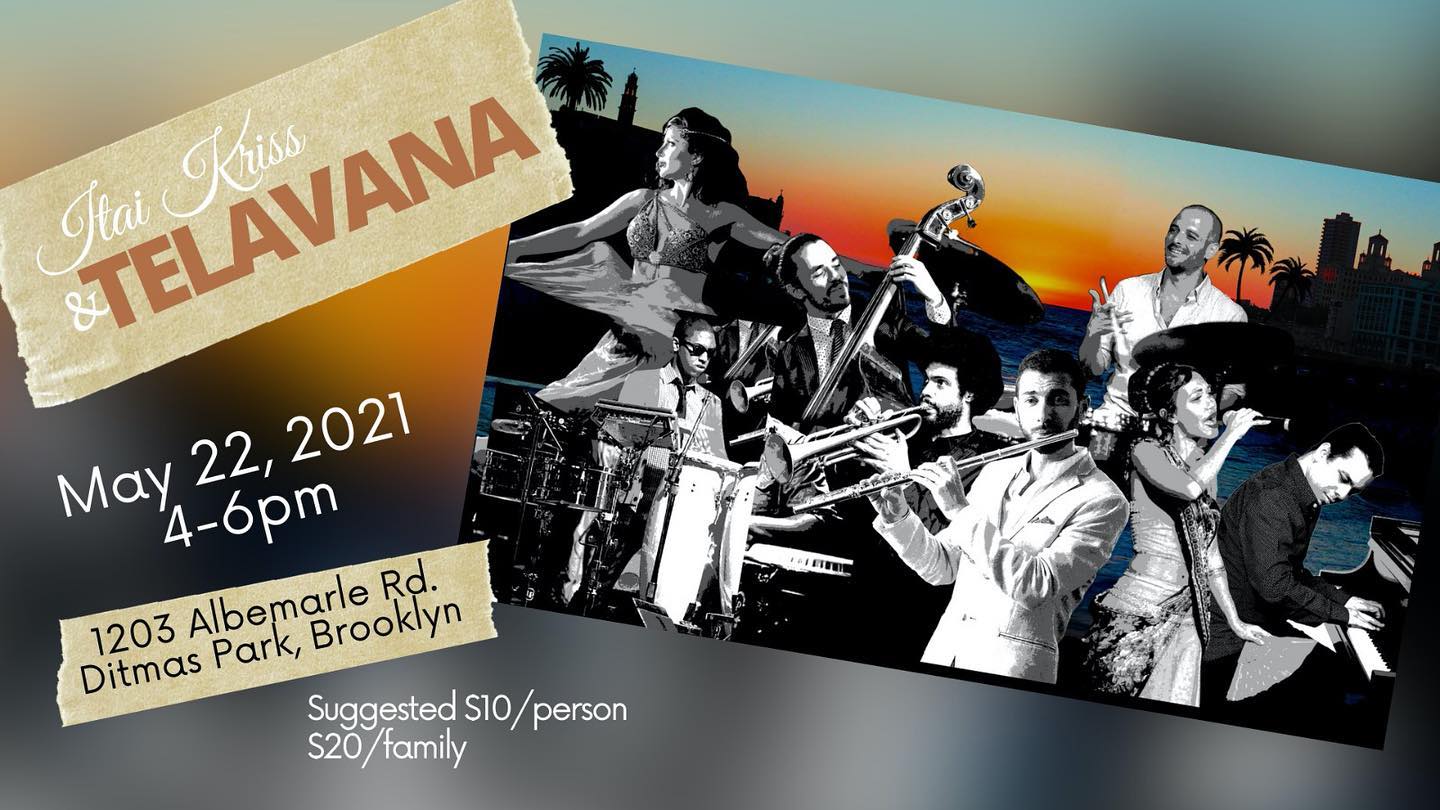 Itai Kriss
&TELAVANA
May 22, 2021
4-6pm
1203 Albemarle Rd.
Ditmas Park, Brooklyn
Suggested $10/person
$20/family